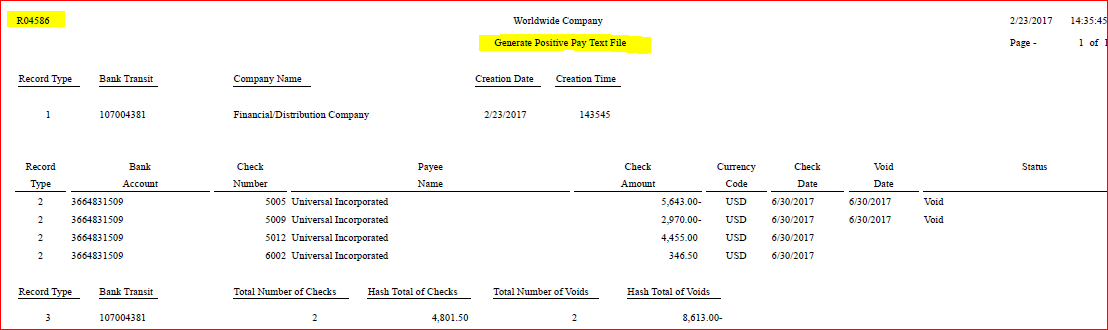 R04586 Worldwide Company 2/23/2017 14:35:45
Generate Positive Pay Text File Page - 1 of 1
Record Type Bank Transit Company Name Creation Date Creation Time
1 107004381 Financial/Distribution Company 2/23/2017 143545
Record Bank Check Payee Check Currency Check Void Status
Type Account Number Name Amount Code Date Date
2 3664831509 5005 Universal Incorporated 5,643.00- USD 6/30/2017 6/30/2017 Void
2 3664831509 5009 Universal Incorporated 2,970.00- USD 6/30/2017 6/30/2017 Void
2 3664831509 5012 Universal Incorporated 4,455.00 USD 6/30/2017
2 3664831509 6002 Universal Incorporated 346.50 USD 6/30/2017
Record Type Bank Transit Total Number of Checks Hash Total of Checks Total Number of Voids Hash Total of Voids
3 107004381 2 4,801.50 2 8,613.00-